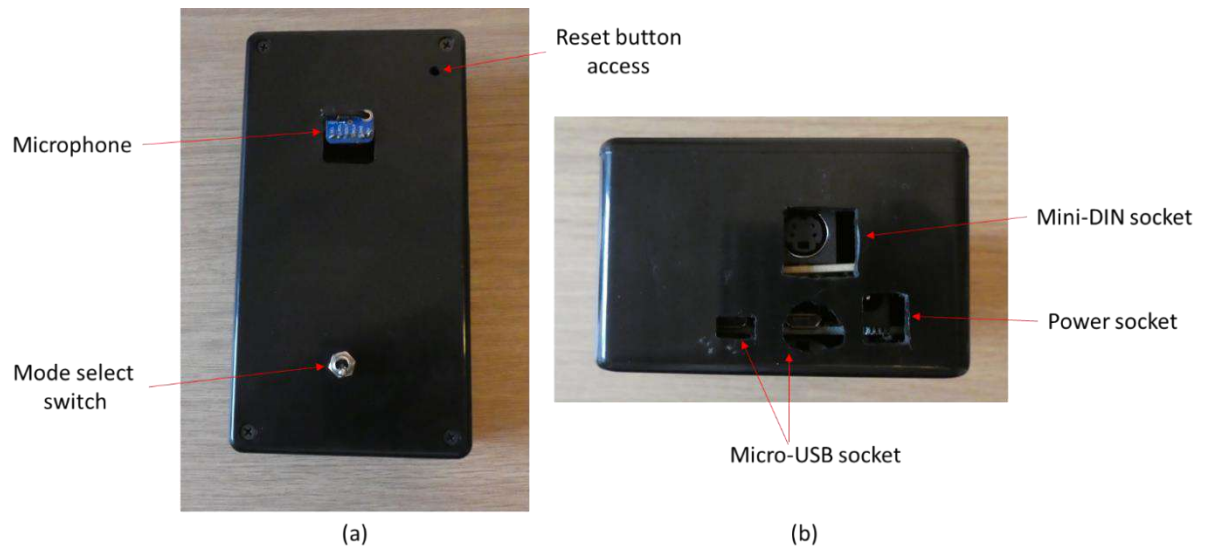 Reset button
access
Microphone
Mini-DIN socket
Power socket
Mode select
switch
Micro-USB socket
(a)
(b)